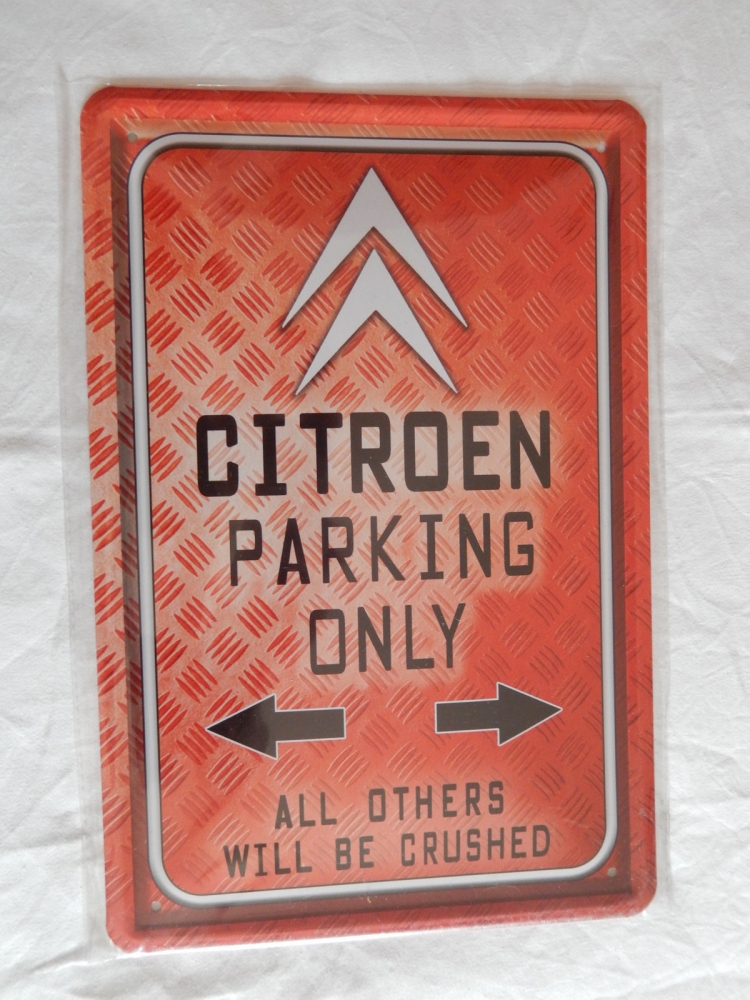 CITROEN
PARKING
ONLY
ALL OTHERS
WILL BE CRUSHED